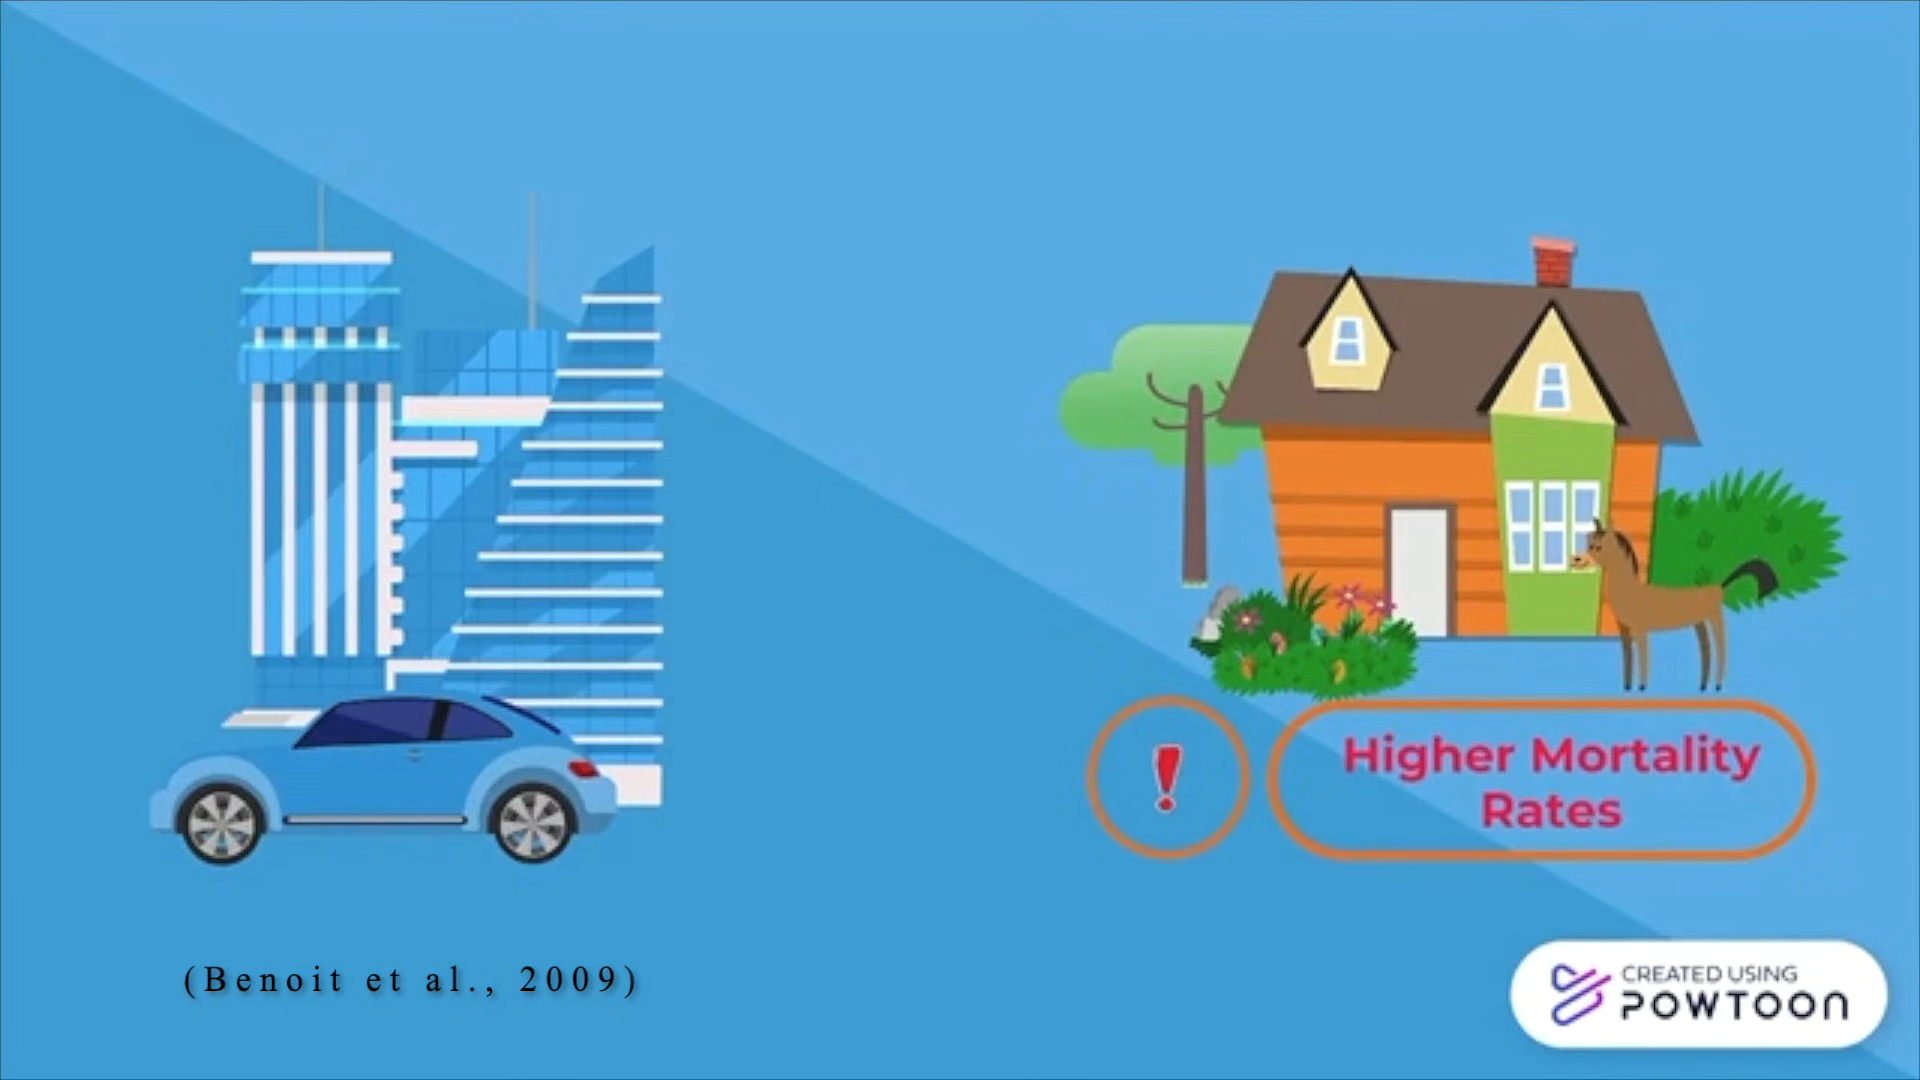 !
Higher Mortality
Rates
(Benoit et al., 2009)
CREATED USING
POWTOON